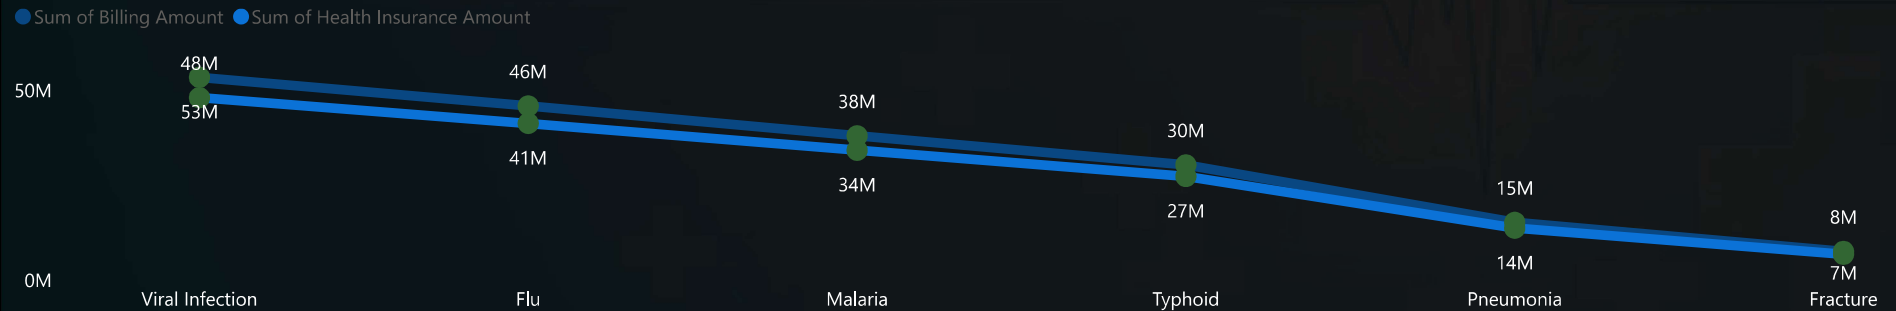 Sum of Billing Amount Sum of Health Insurance Amount
48M
46M
50M
38M
53M
30M
41M
34M
15M
27M
8M
14M
7M
0M
Viral Infection Flu Malaria Typhoid Pneumonia Fracture